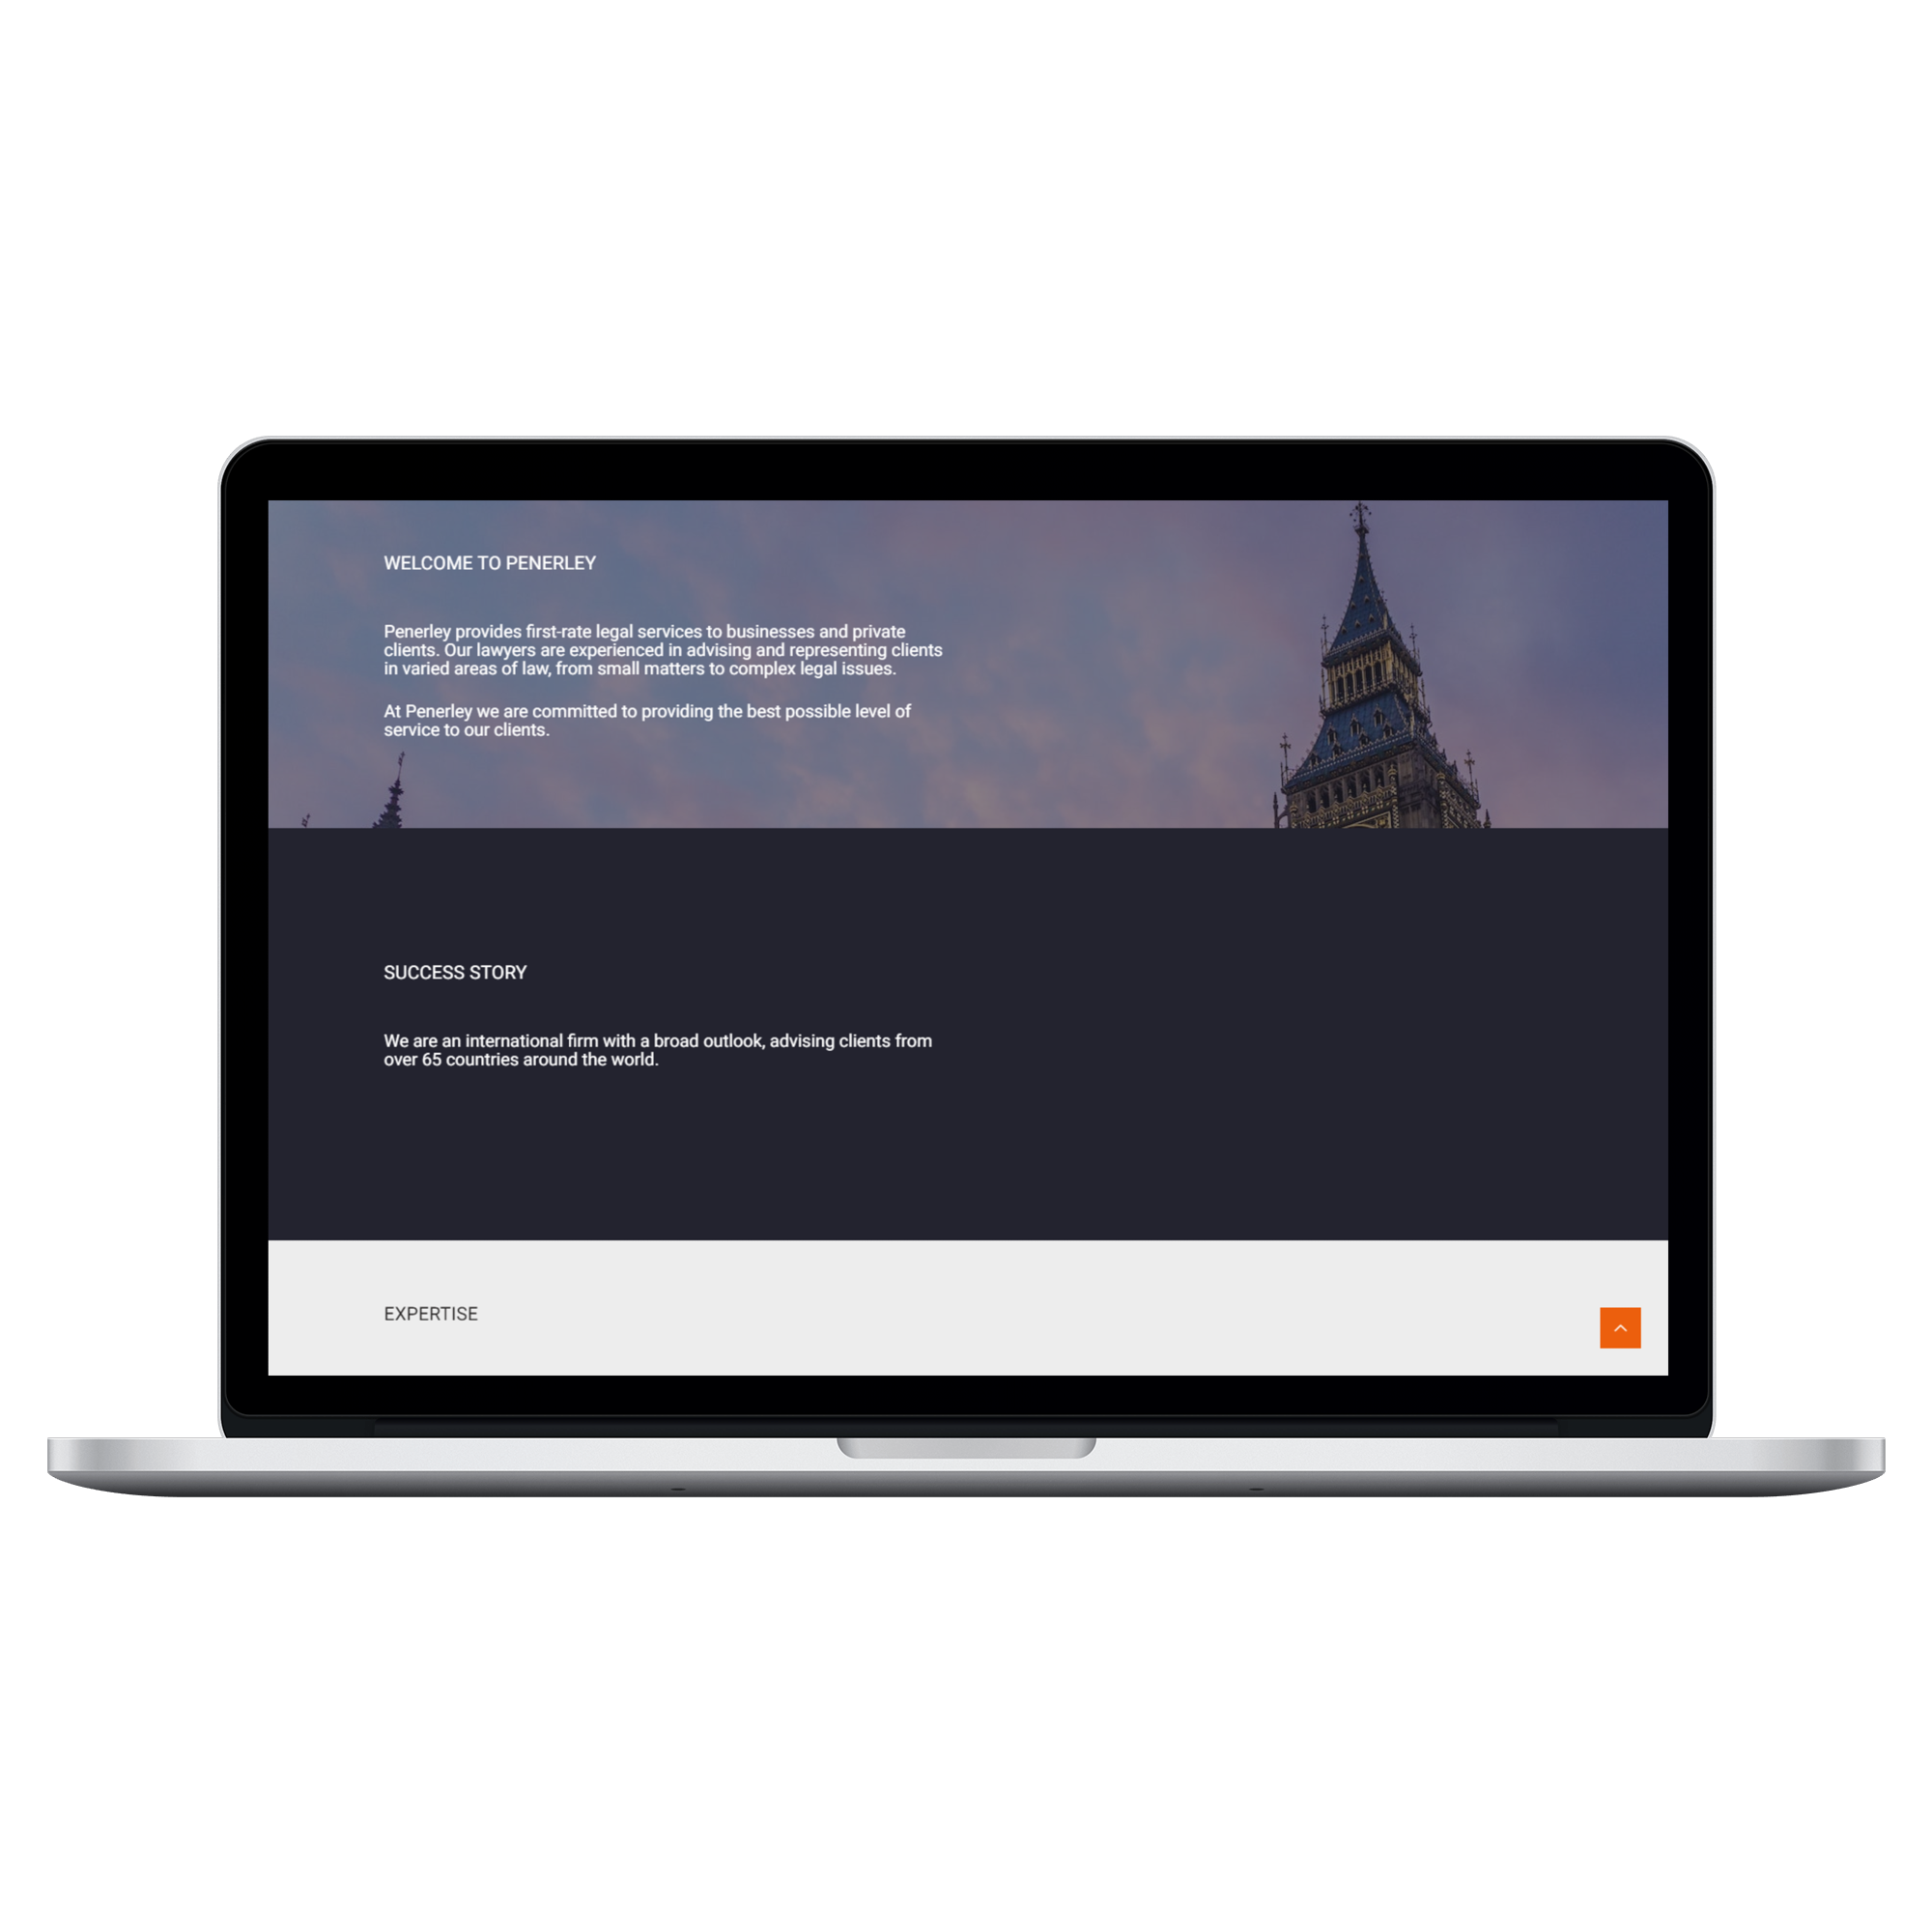 WELCOME TO PENERLEY
Penerley provides first-rate legal services to businesses and private
clients. Our lawyers are experienced in advising and representing clients
in varied areas of law, from small matters to complex legal issues.
At Penerley we are committed to providing the best possible level of
service to our clients.
SUCCESS STORY
We are an international firm with a broad outlook, advising clients from
over 65 countries around the world.
EXPERTISE